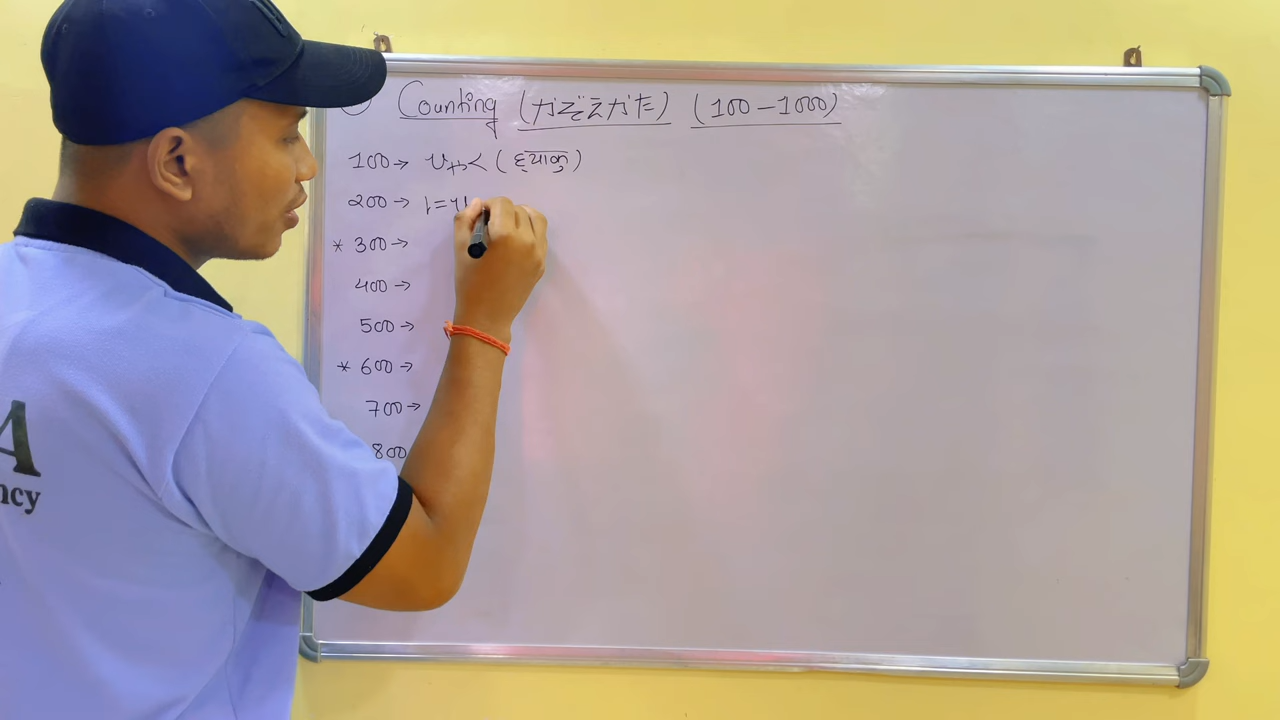 Counting (かぞえかた) (100-1000)
100→ ひゃく (ह्याकु)
200→ に
* 300→
400→
500→
* 600→
700→
800